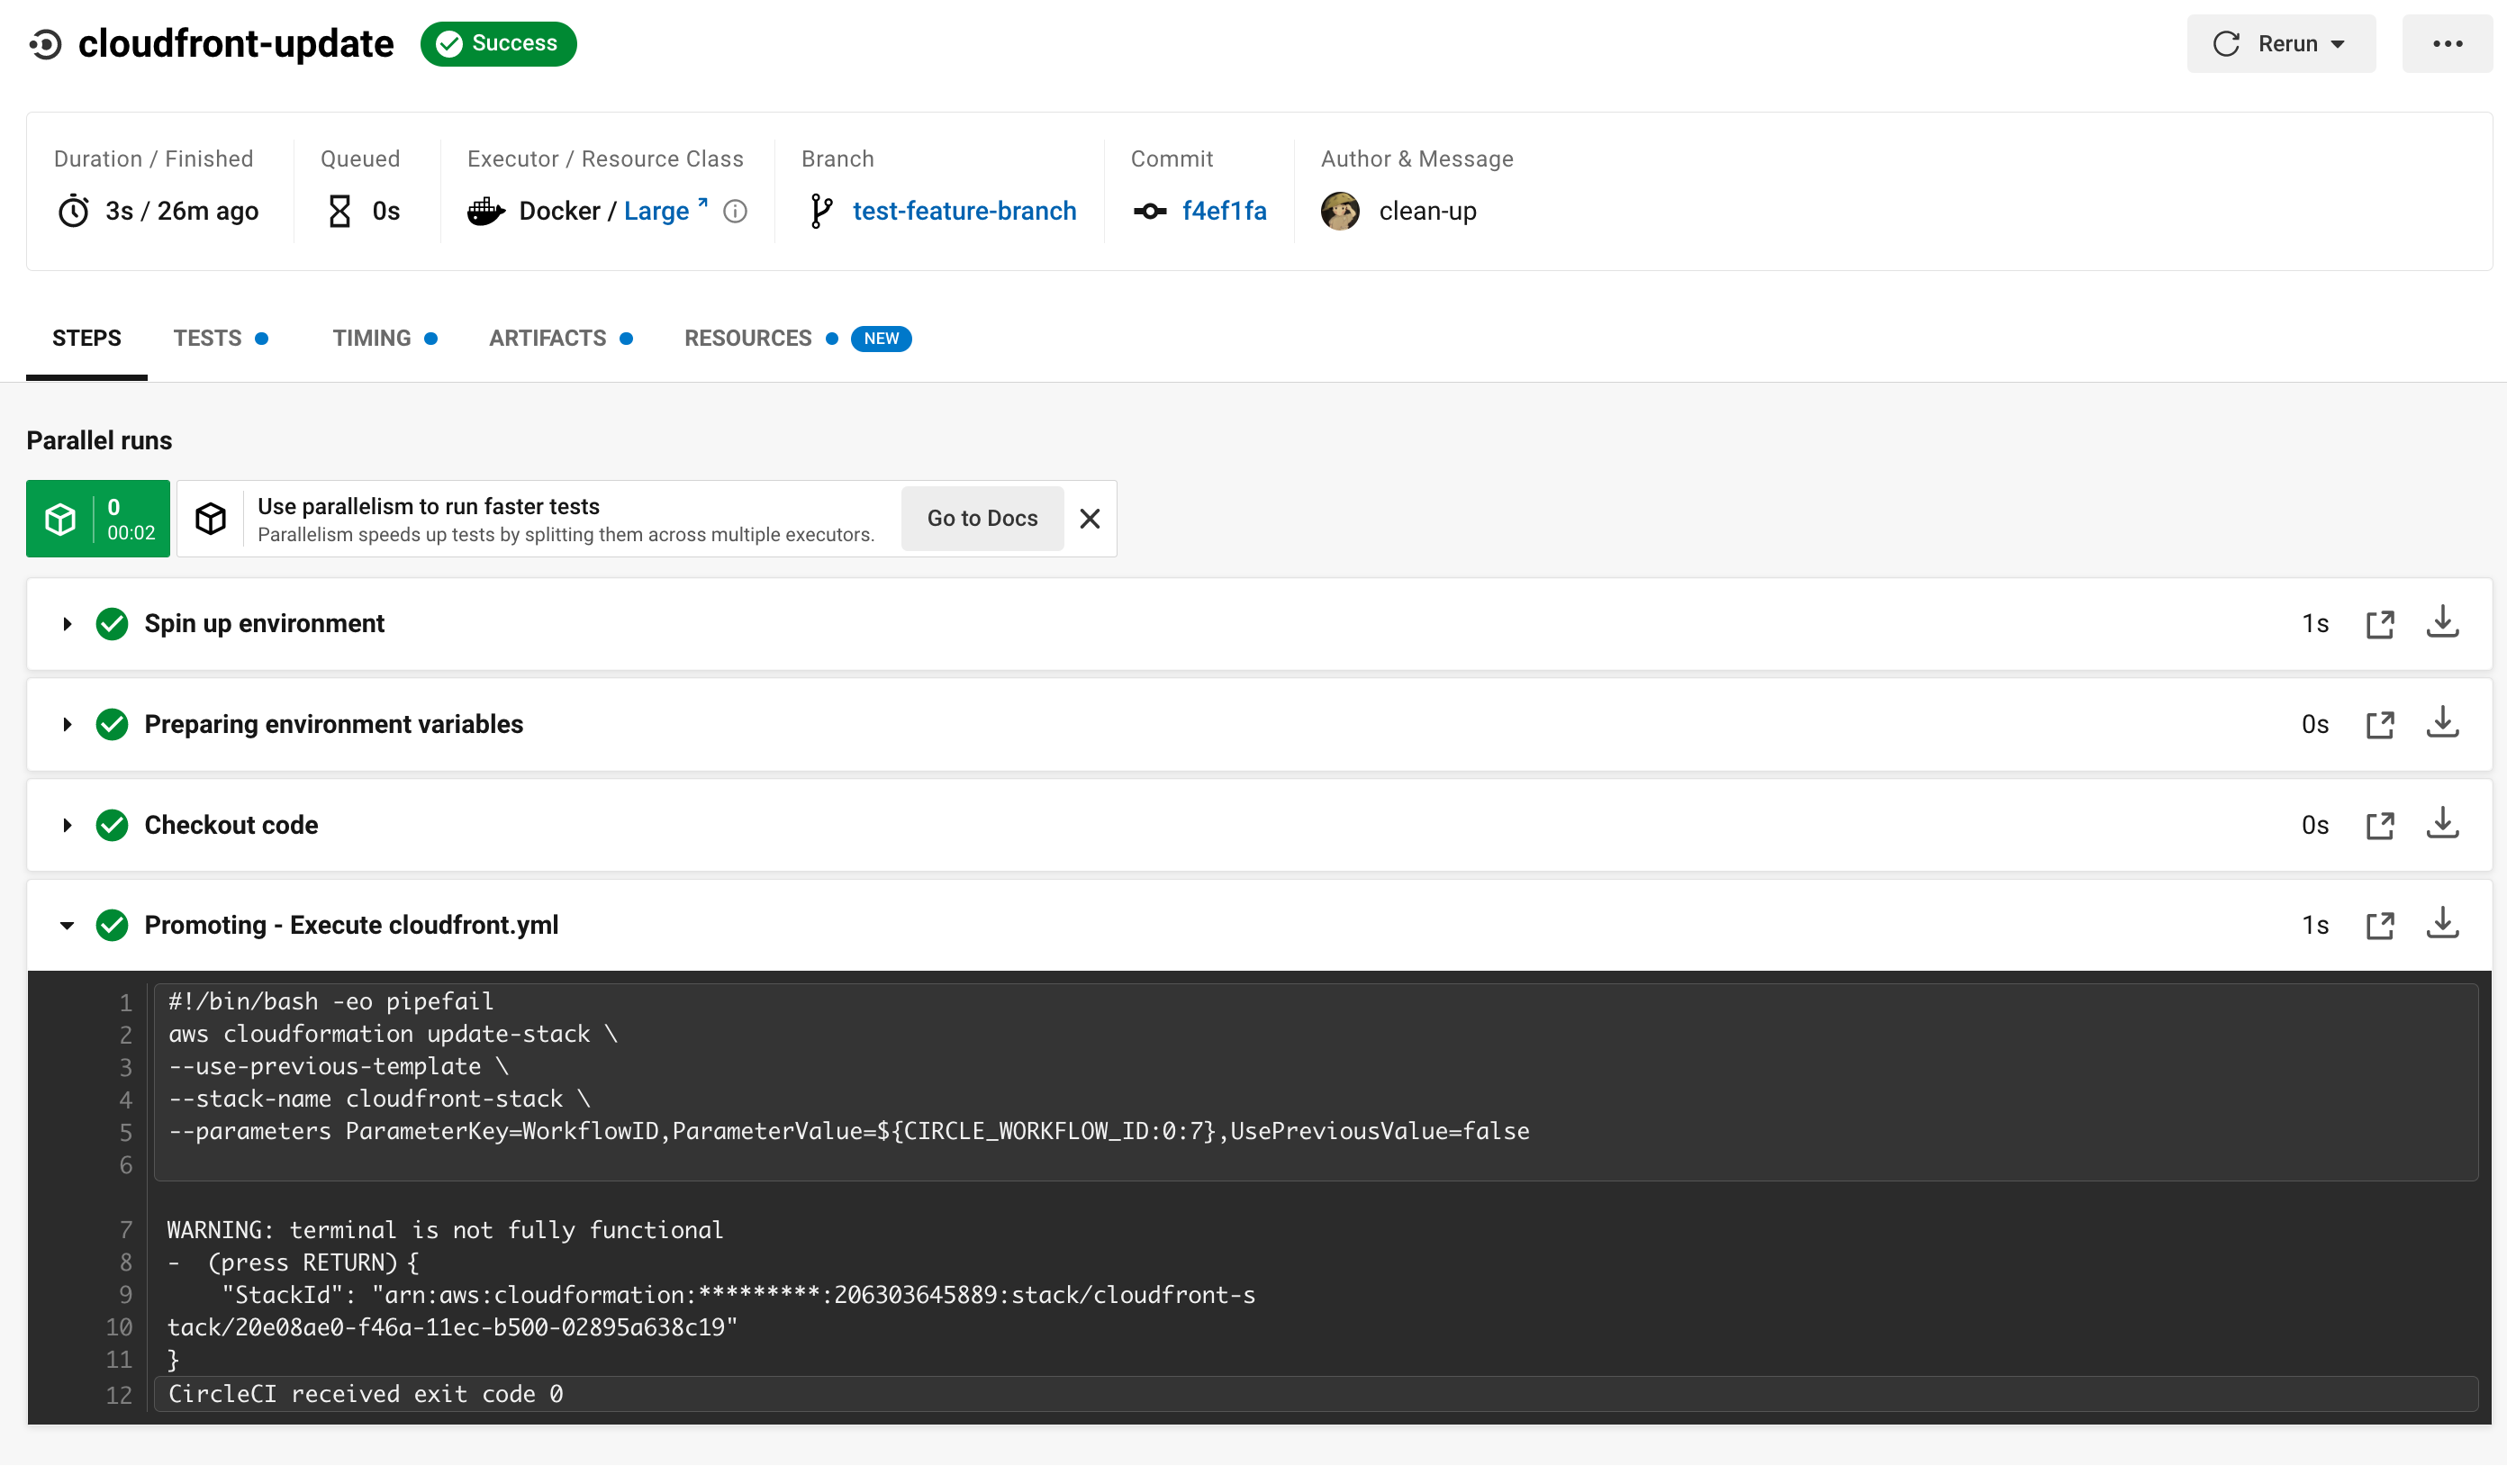 cloudfront-update
Success
Rerun
Duration / Finished
3s / 26m ago
Queued
0s
Executor / Resource Class
Docker / Large
Branch
test-feature-branch
Commit
f4ef1fa
Author & Message
clean-up
STEPS
TESTS
TIMING
ARTIFACTS
RESOURCES
NEW
Parallel runs
0
00:02
Use parallelism to run faster tests
Parallelism speeds up tests by splitting them across multiple executors.
Go to Docs
Spin up environment
1s
Preparing environment variables
0s
Checkout code
0s
Promoting - Execute cloudfront.yml
1s
1 #!/bin/bash -eo pipefail
2 aws cloudformation update-stack \
3 --use-previous-template \
4 --stack-name cloudfront-stack \
5 --parameters ParameterKey=WorkflowID,ParameterValue=${CIRCLE_WORKFLOW_ID:0:7},UsePreviousValue=false
6
7 WARNING: terminal is not fully functional
8 -  (press RETURN){
9     "StackId": "arn:aws:cloudformation:*********:206303645889:stack/cloudfront-s
10 tack/20e08ae0-f46a-11ec-b500-02895a638c19"
11 }
12 CircleCI received exit code 0